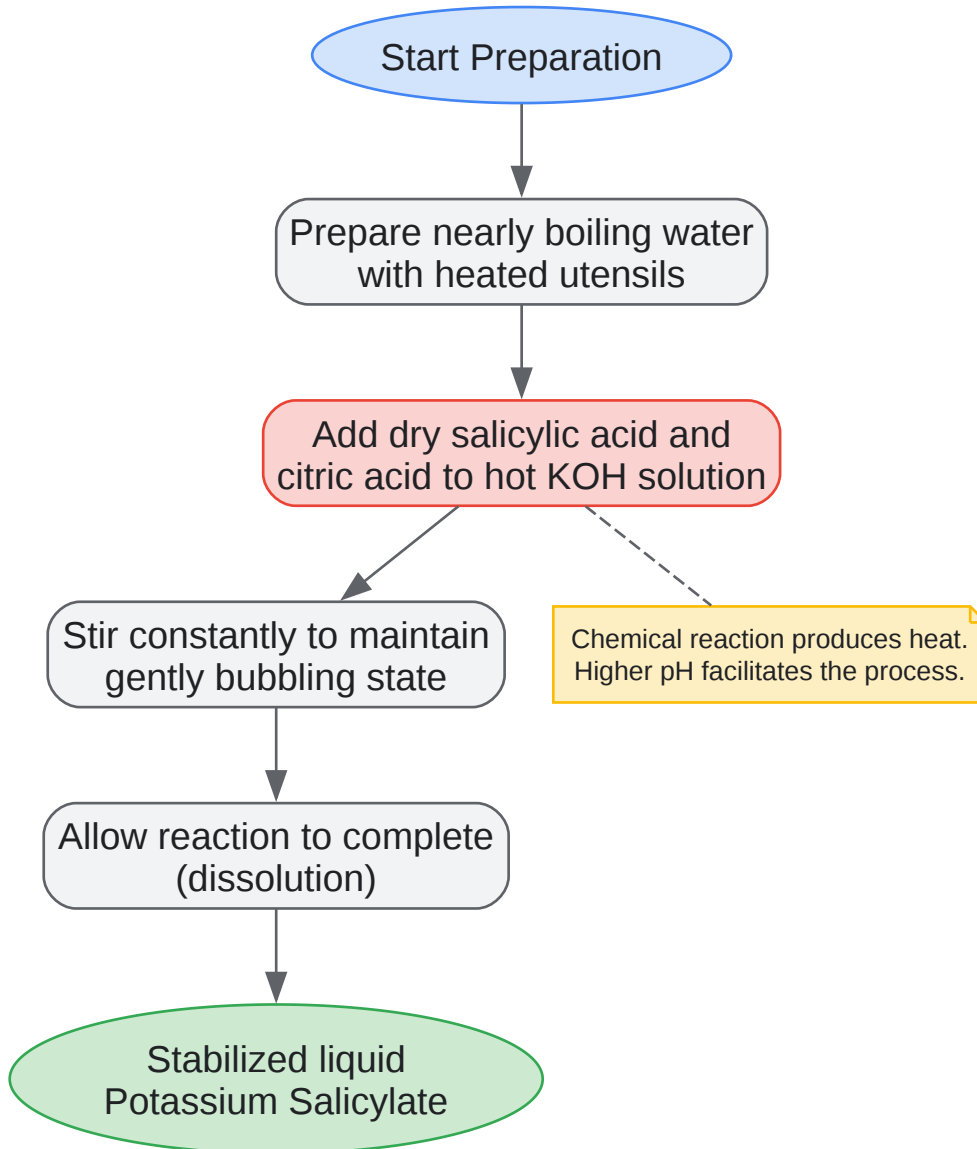 Start Preparation
Prepare nearly boiling water
with heated utensils
Add dry salicylic acid and
citric acid to hot KOH solution
Stir constantly to maintain
gently bubbling state
Chemical reaction produces heat.
Higher pH facilitates the process.
Allow reaction to complete
(dissolution)
Stabilized liquid
Potassium Salicylate